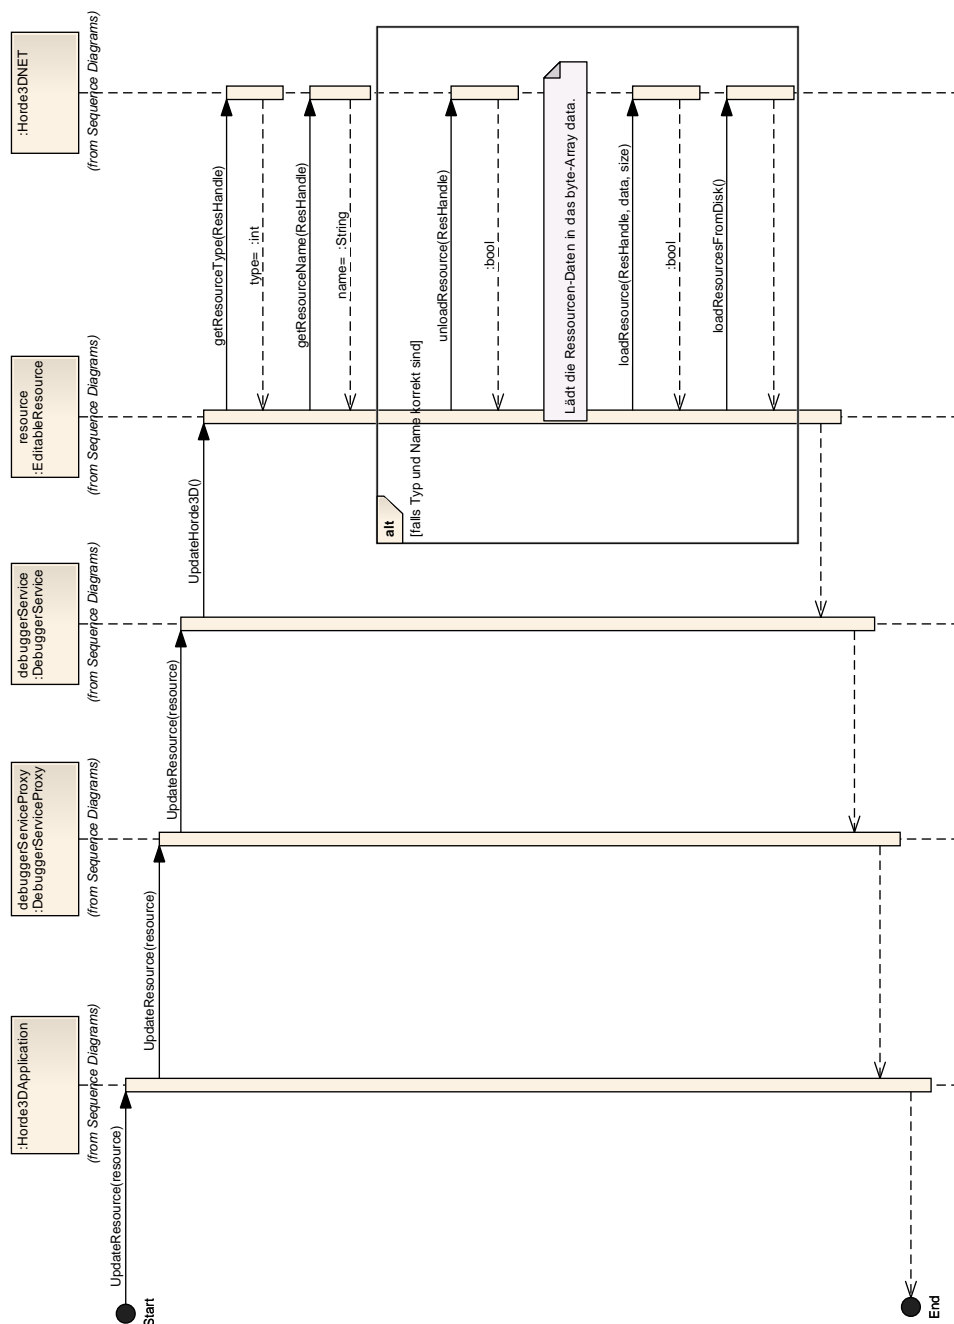 :Horde3DApplication
(from Sequence Diagrams)
debuggerServiceProxy
:DebuggerServiceProxy
(from Sequence Diagrams)
debuggerService
:DebuggerService
(from Sequence Diagrams)
resource
:EditableResource
(from Sequence Diagrams)
:Horde3DNET
(from Sequence Diagrams)
Start
UpdateResource(resource)
UpdateResource(resource)
UpdateResource(resource)
UpdateHorde3D()
getResourceType(ResHandle)
type= :int
getResourceName(ResHandle)
name= :String
alt
[falls Typ und Name korrekt sind]
unloadResource(ResHandle)
:bool
Lädt die Ressourcen-Daten in das byte-Array data.
loadResource(ResHandle, data, size)
:bool
loadResourcesFromDisk()
End